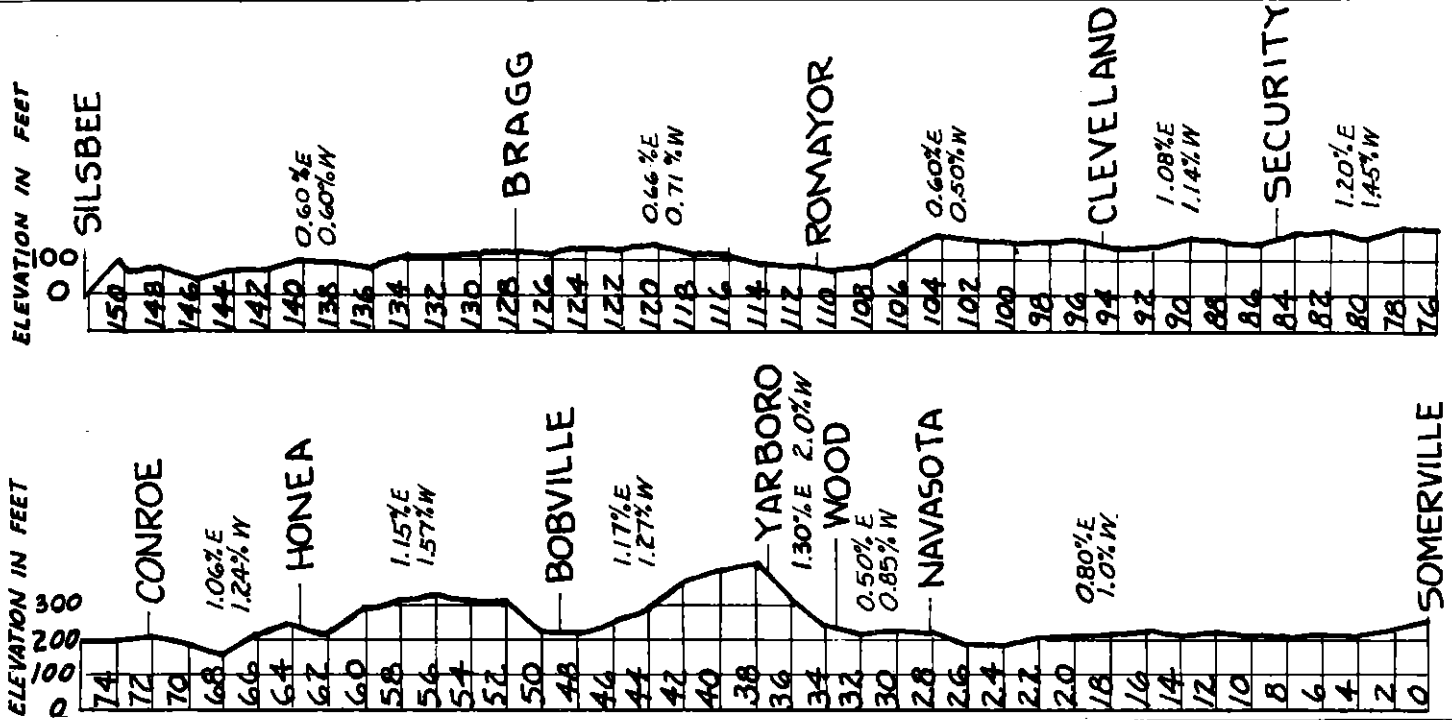 ELEVATION IN FEET
SILSBEE
BRAGG
ROMAYOR
CLEVELAND
SECURITY
0.60%E
0.60%W
0.66%E
0.71%W
0.60%E
0.50%W
1.08%E
1.14%W
1.20%E
1.45%W
100
0
150 148 146 144 142 140 138 136 134 132 130 128 126 124 122 120 118 116 114 112 110 108 106 104 102 100 98 96 94 92 90 88 86 84 82 80 78 76
ELEVATION IN FEET
CONROE
HONEA
BOBVILLE
YARBORO
WOOD
NAVASOTA
SOMERVILLE
1.06%E
1.24%W
1.15%E
1.57%W
1.17%E
1.27%W
1.30%E 2.0%W
0.50%E
0.85%W
0.80%E
1.0%W.
300
200
100
0
74 72 70 68 66 64 62 60 58 56 54 52 50 48 46 44 42 40 38 36 34 32 30 28 26 24 22 20 18 16 14 12 10 8 6 4 2 0